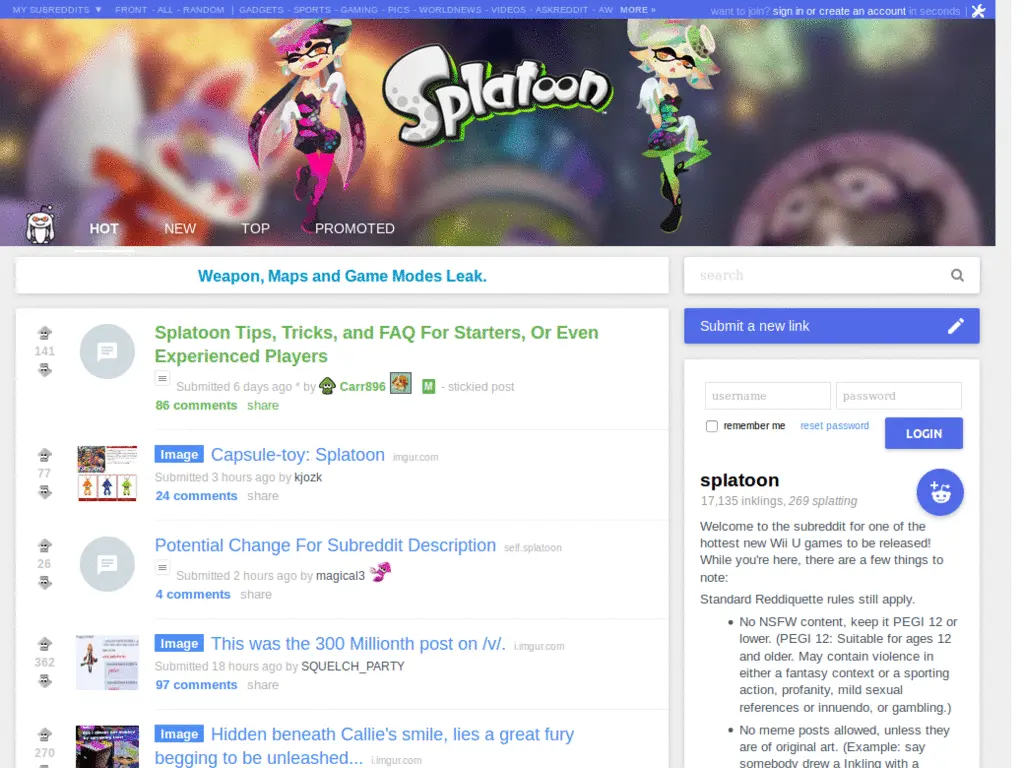 MY SUBREDDITS ▼ FRONT - ALL - RANDOM | GADGETS - SPORTS - GAMING - PICS - WORLDNEWS - VIDEOS - ASKREDDIT - AW MORE » want to join? sign in or create an account in seconds |
Splatoon
HOT NEW TOP PROMOTED
Weapon, Maps and Game Modes Leak.
search
Submit a new link
141
Splatoon Tips, Tricks, and FAQ For Starters, Or Even
Experienced Players
Submitted 6 days ago * by Carr896 M - stickied post
86 comments share
77
Image Capsule-toy: Splatoon imgur.com
Submitted 3 hours ago by kjozk
24 comments share
26
Potential Change For Subreddit Description self.splatoon
Submitted 2 hours ago by magical3
4 comments share
362
Image This was the 300 Millionth post on /v/. i.imgur.com
Submitted 18 hours ago by SQUELCH_PARTY
97 comments share
270
Image Hidden beneath Callie's smile, lies a great fury
begging to be unleashed... i.imgur.com
username password
remember me reset password LOGIN
splatoon
17,135 inklings, 269 splatting
Welcome to the subreddit for one of the
hottest new Wii U games to be released!
While you're here, there are a few things to
note:
Standard Reddiquette rules still apply.
• No NSFW content, keep it PEGI 12 or
lower. (PEGI 12: Suitable for ages 12
and older. May contain violence in
either a fantasy context or a sporting
action, profanity, mild sexual
references or innuendo, or gambling.)
• No meme posts allowed, unless they
are of original art. (Example: say
somebody drew a Inkling with a